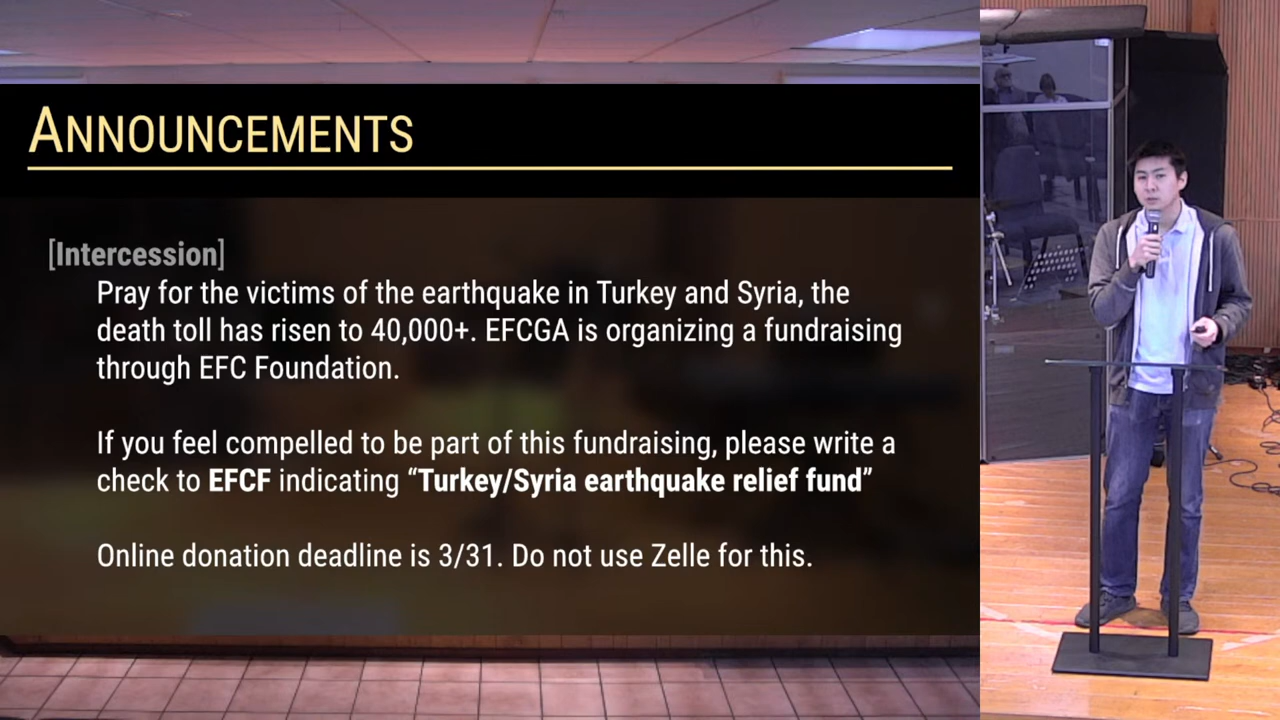 ANNOUNCEMENTS
[Intercession]
Pray for the victims of the earthquake in Turkey and Syria, the
death toll has risen to 40,000+. EFCGA is organizing a fundraising
through EFC Foundation.
If you feel compelled to be part of this fundraising, please write a
check to EFCF indicating “Turkey/Syria earthquake relief fund”
Online donation deadline is 3/31. Do not use Zelle for this.